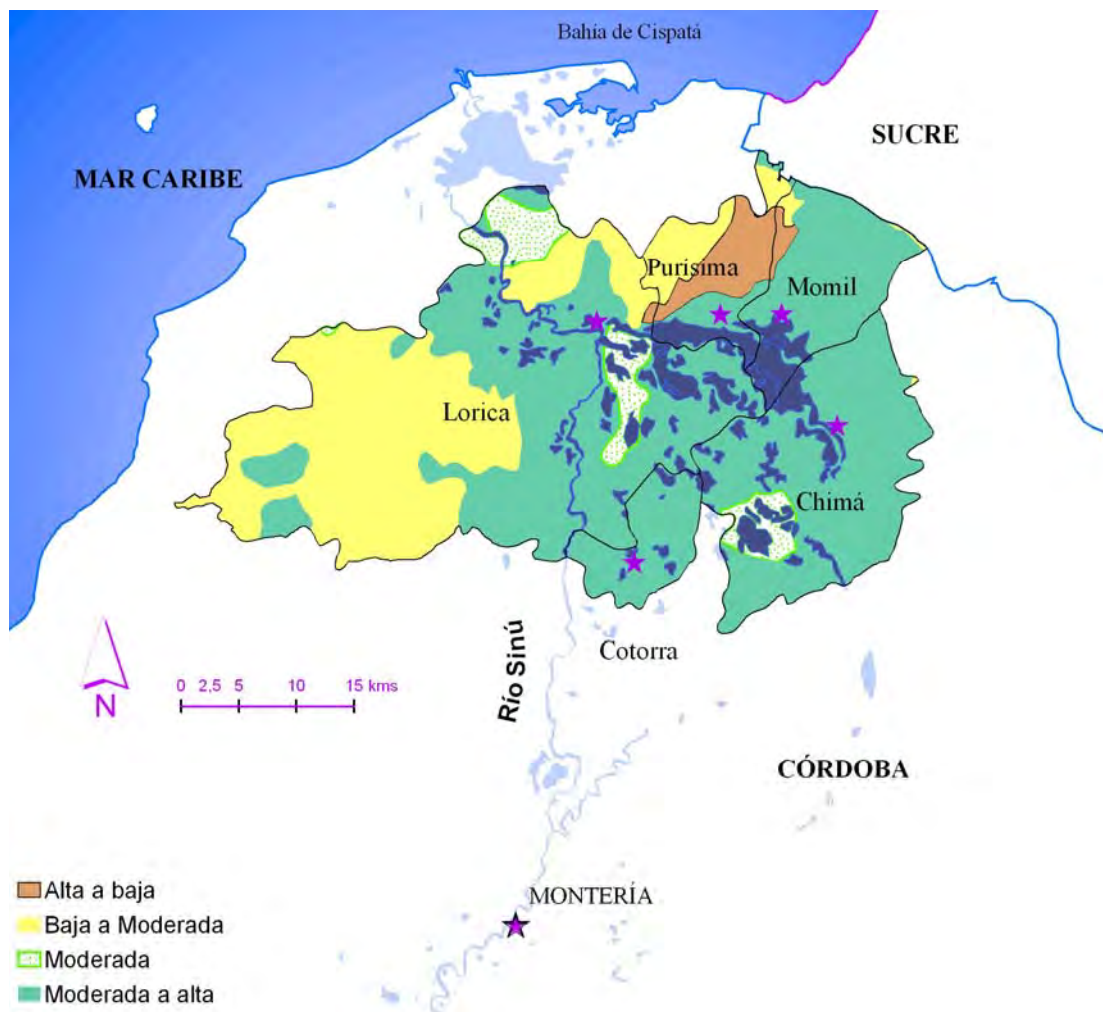 Bahía de Cispatá
SUCRE
MAR CARIBE
Purísima
Momil
Lorica
Chimá
Cotorra
Río Sinú
N
0 2,5 5 10 15 kms
CÓRDOBA
MONTERÍA
Alta a baja
Baja a Moderada
Moderada
Moderada a alta